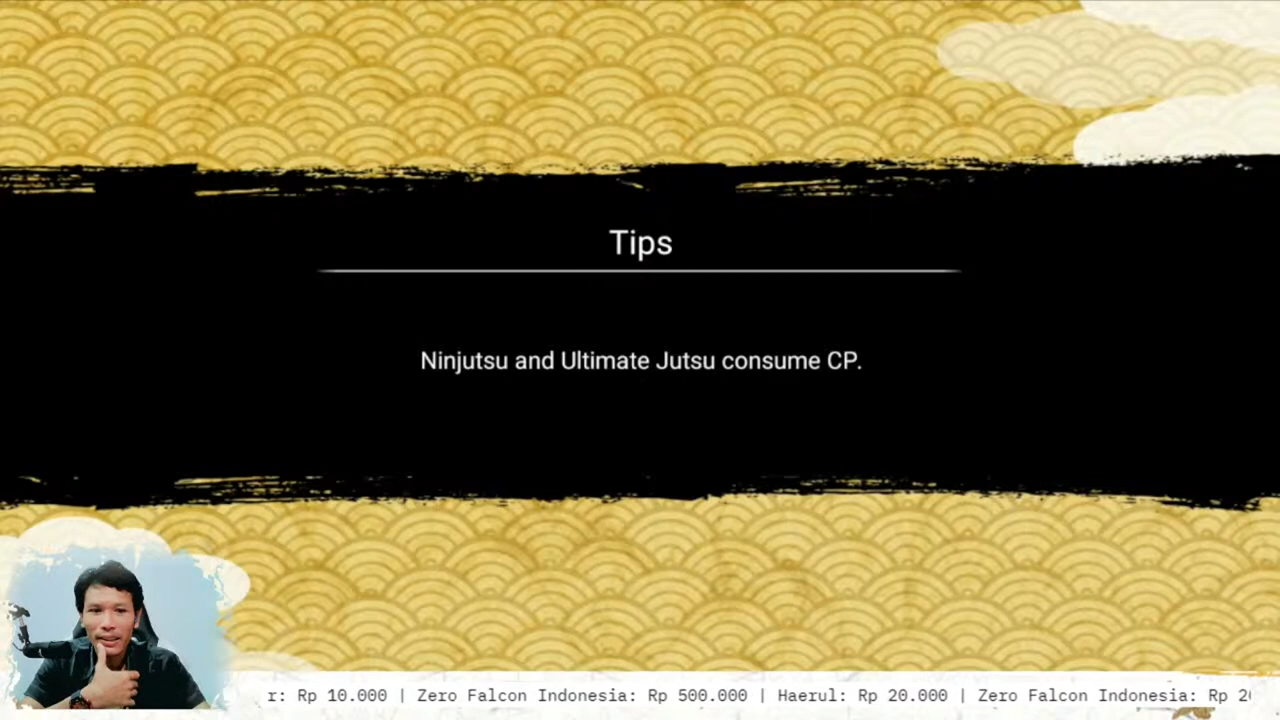 Tips
Ninjutsu and Ultimate Jutsu consume CP.
r: Rp 10.000 | Zero Falcon Indonesia: Rp 500.000 | Haerul: Rp 20.000 | Zero Falcon Indonesia: Rp